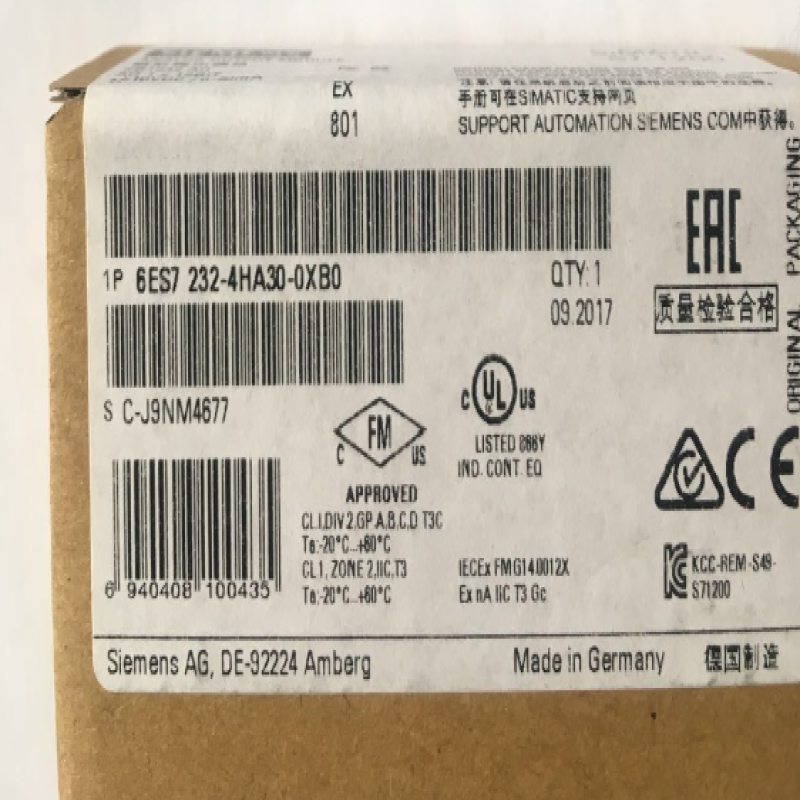 EX
801
手册可在SIMATIC支持网页
SUPPORT.AUTOMATION.SIEMENS.COM中获得。
1P 6ES7 232-4HA30-0XB0
QTY: 1
09.2017
EAC
质量检验合格
ORIGINAL PACKAGING
S C-J9NM4677
C UL US
LISTED 866Y
IND. CONT. EQ
C FM US
APPROVED
CL.I,DIV.2,GP.A,B,C,D T3C
Ta:-20°C...+60°C
CL1, ZONE 2,IIC,T3
Ta:-20°C...+60°C
IECEx FMG140012X
Ex nA IIC T3 Gc
CE
KCC-REM-S49-
S71200
6 940408 100435
Siemens AG, DE-92224 Amberg
Made in Germany
德国制造